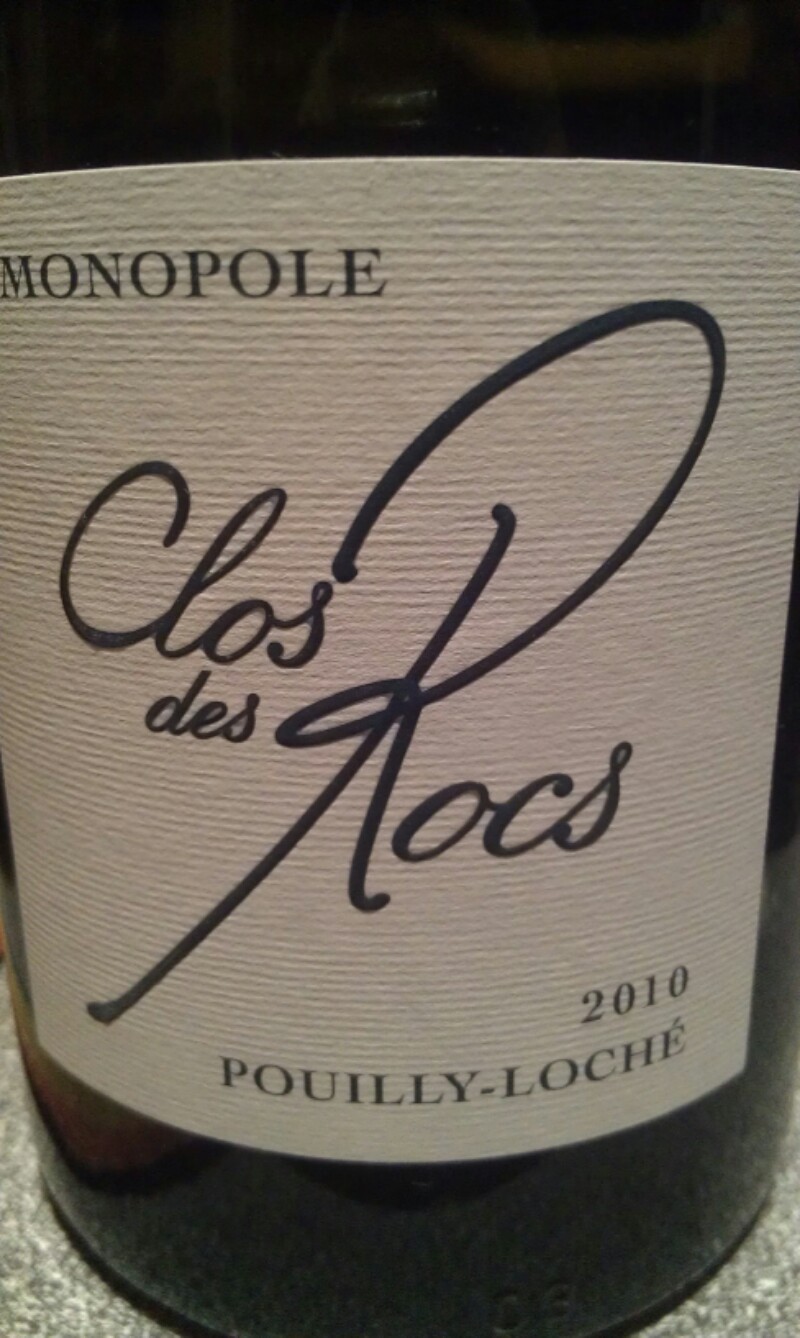 MONOPOLE
Clos
des
Rocs
2010
POUILLY-LOCHÉ